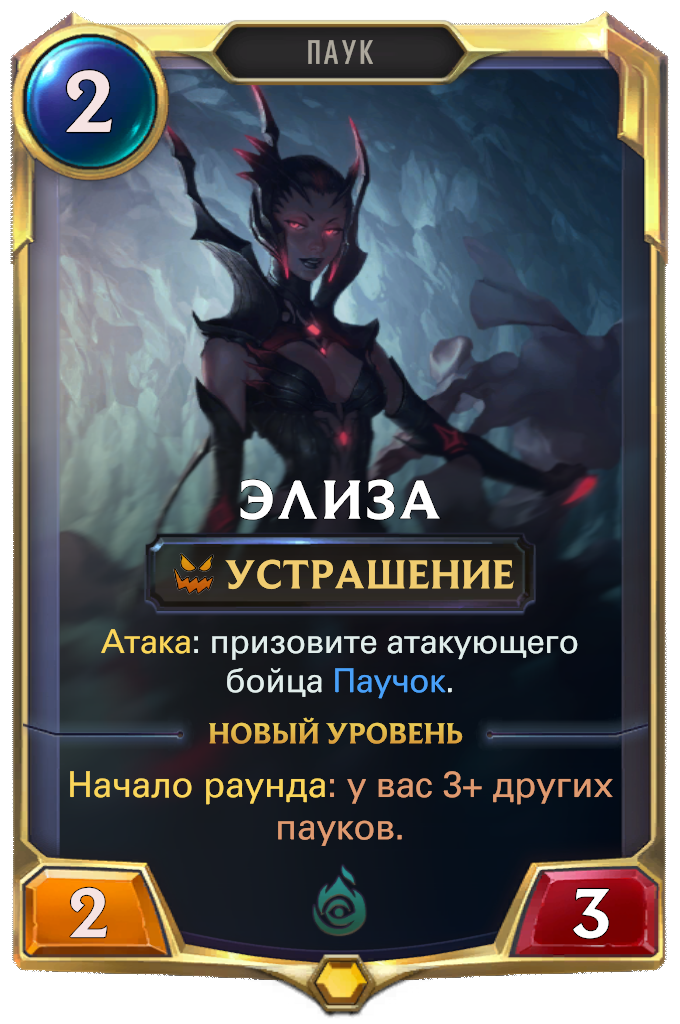 ПАУК
2
ЭЛИЗА
УСТРАШЕНИЕ
Атака: призовите атакующего
бойца Паучок.
НОВЫЙ УРОВЕНЬ
Начало раунда: у вас 3+ других
пауков.
2
3